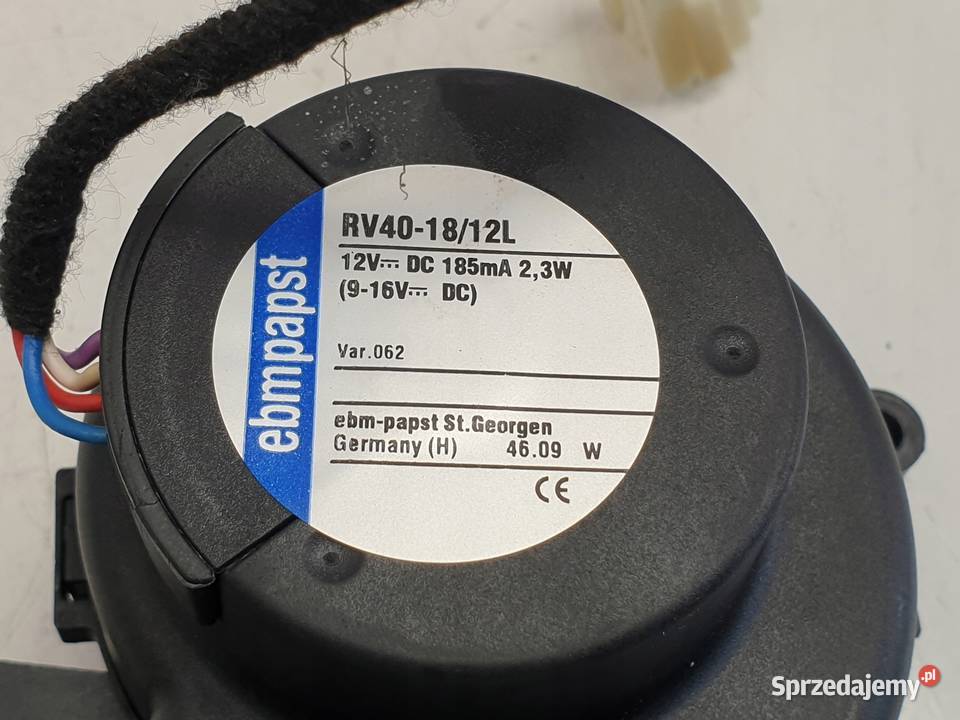 ebmpapst
RV40-18/12L
12V⎓ DC 185mA 2,3W
(9-16V⎓ DC)
Var.062
ebm-papst St.Georgen
Germany (H) 46.09 W
CE
Sprzedajemy.pl